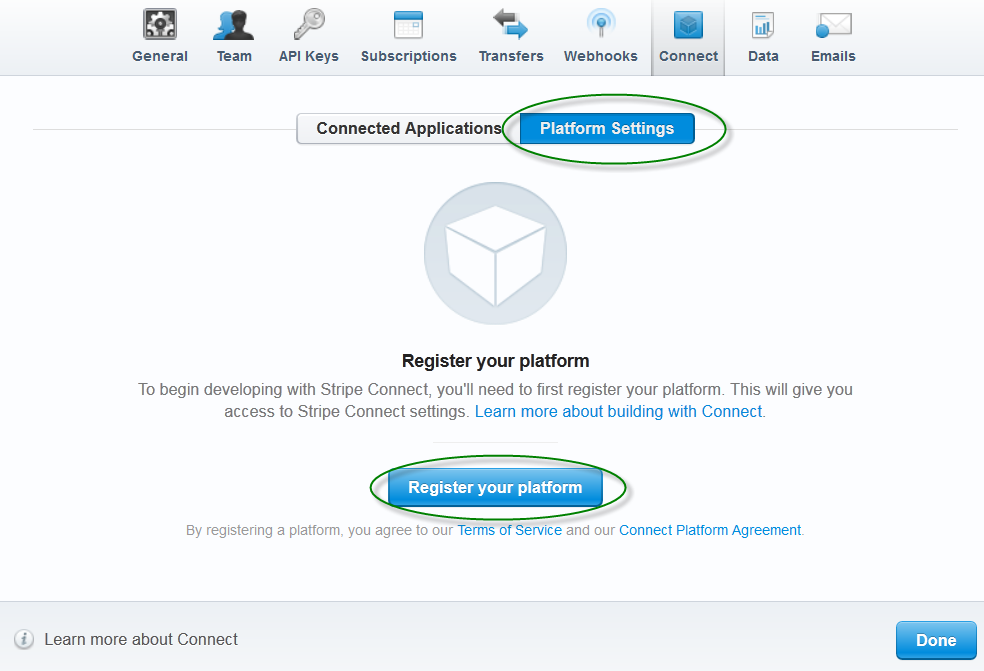 General Team API Keys Subscriptions Transfers Webhooks Connect Data Emails
Connected Applications Platform Settings
Register your platform
To begin developing with Stripe Connect, you'll need to first register your platform. This will give you
access to Stripe Connect settings. Learn more about building with Connect.
Register your platform
By registering a platform, you agree to our Terms of Service and our Connect Platform Agreement.
Learn more about Connect Done